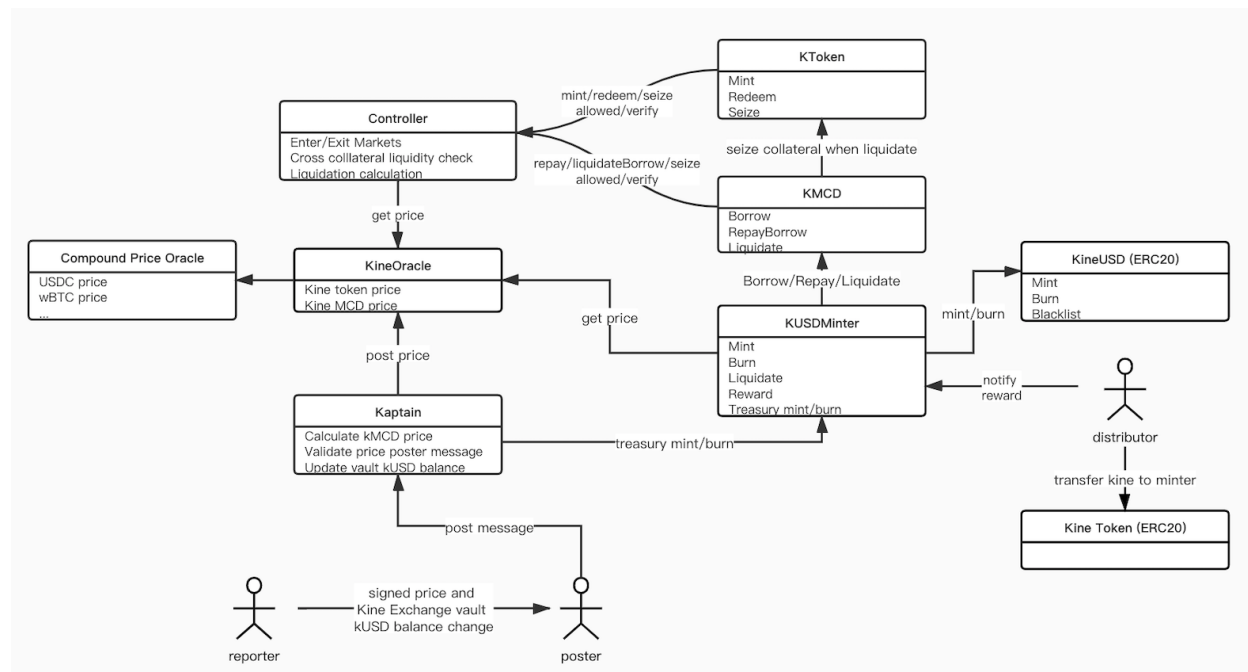 KToken
Mint
Redeem
Seize
mint/redeem/seize
allowed/verify
Controller
Enter/Exit Markets
Cross colllateral liquidity check
Liquidation calculation
seize collateral when liquidate
repay/liquidateBorrow/seize
allowed/verify
KMCD
Borrow
RepayBorrow
Liquidate
get price
Compound Price Oracle
USDC price
wBTC price
...
KineOracle
Kine token price
Kine MCD price
Borrow/Repay/Liquidate
KineUSD (ERC20)
Mint
Burn
Blacklist
get price
KUSDMinter
Mint
Burn
Liquidate
Reward
Treasury mint/burn
mint/burn
post price
notify
reward
distributor
Kaptain
Calculate kMCD price
Validate price poster message
Update vault kUSD balance
treasury mint/burn
transfer kine to minter
Kine Token (ERC20)
post message
signed price and
Kine Exchange vault
kUSD balance change
reporter
poster